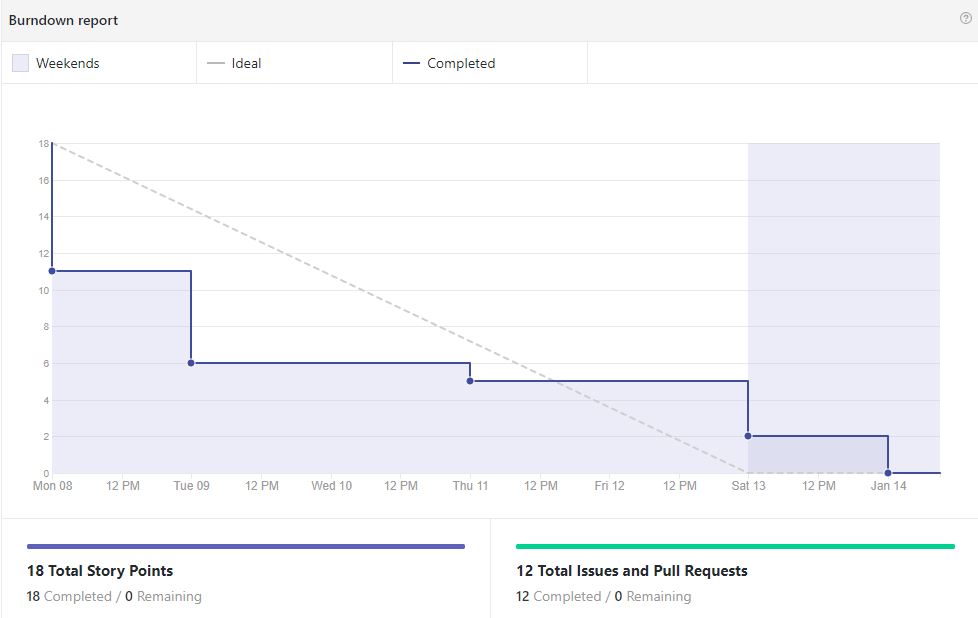 Burndown report
?
Weekends
Ideal
Completed
18
16
14
12
10
8
6
4
2
0
Mon 08 12 PM Tue 09 12 PM Wed 10 12 PM Thu 11 12 PM Fri 12 12 PM Sat 13 12 PM Jan 14
18 Total Story Points
18 Completed / 0 Remaining
12 Total Issues and Pull Requests
12 Completed / 0 Remaining